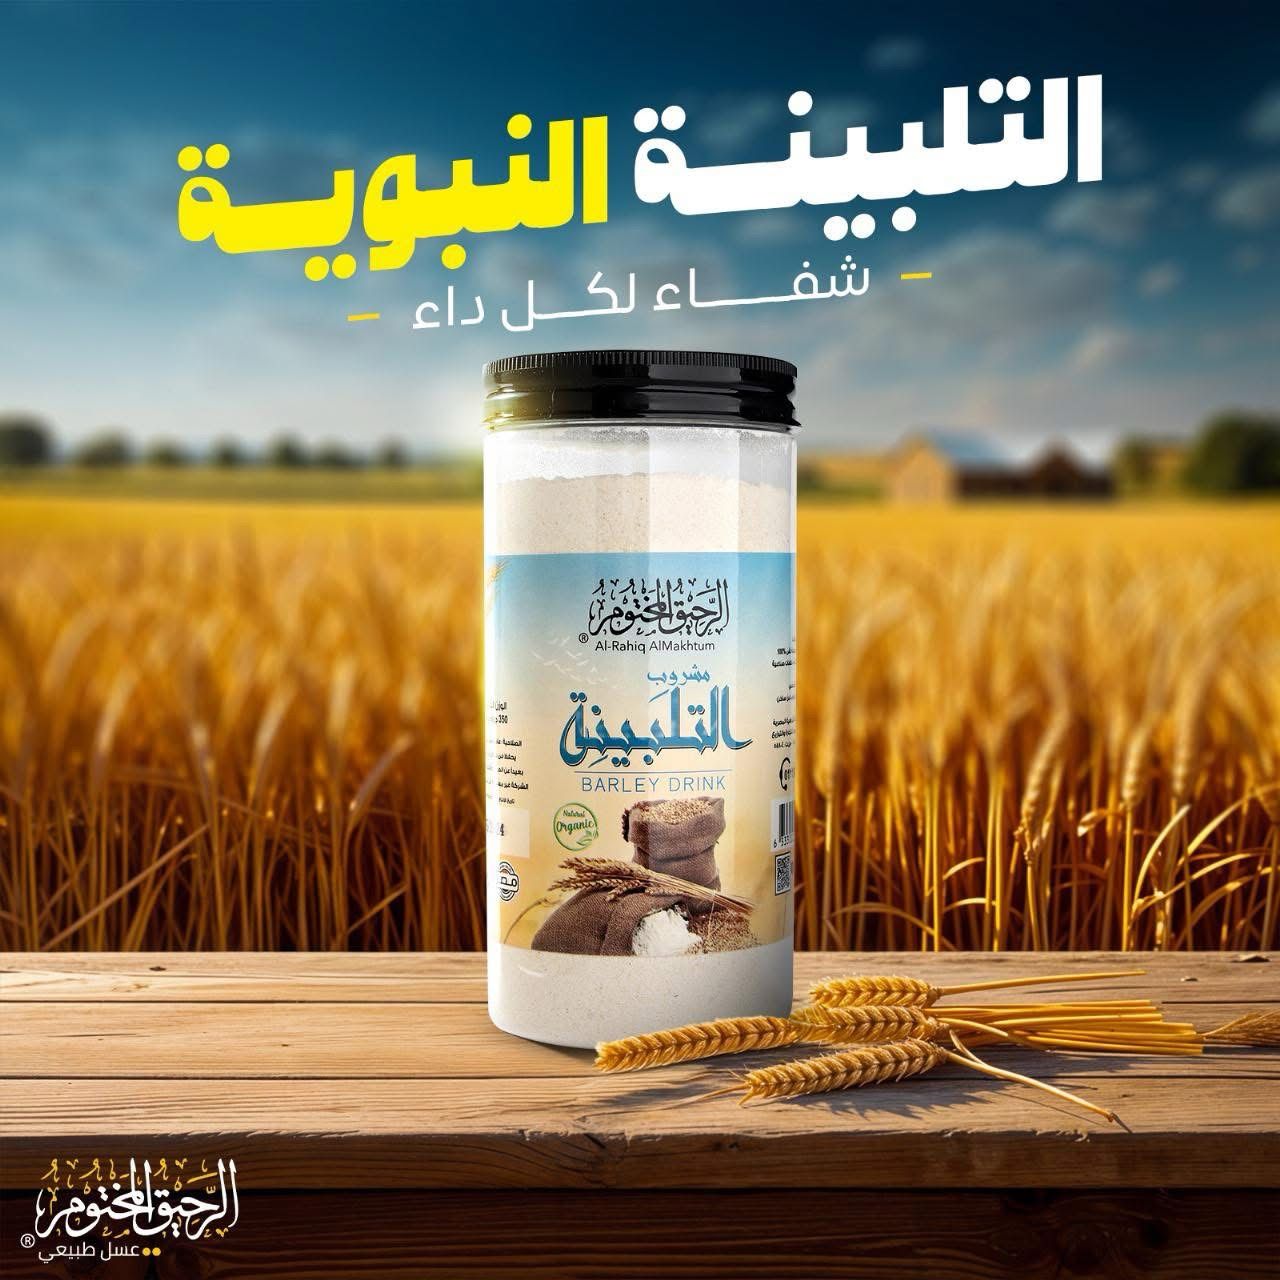 التلبينة النبوية
- شفاء لكل داء -
الرحيق المختوم
®
Al-Rahiq AlMakhtum
مشروب
التلبينة
BARLEY DRINK
Natural
Organic
الرحيق المختوم
®
عسل طبيعي